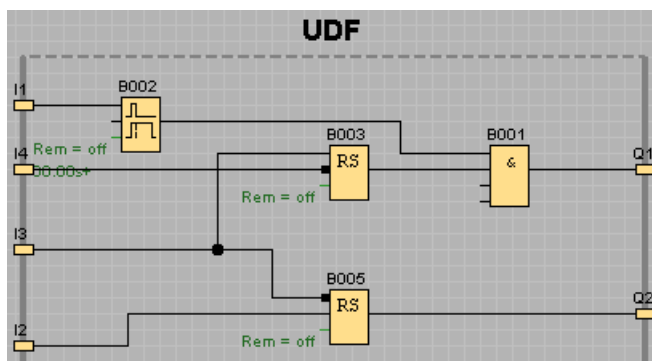 UDF
I1
B002
Rem = off
00.00s+
I4
B003
RS
Rem = off
B001
&
Q1
I3
B005
RS
Rem = off
Q2
I2